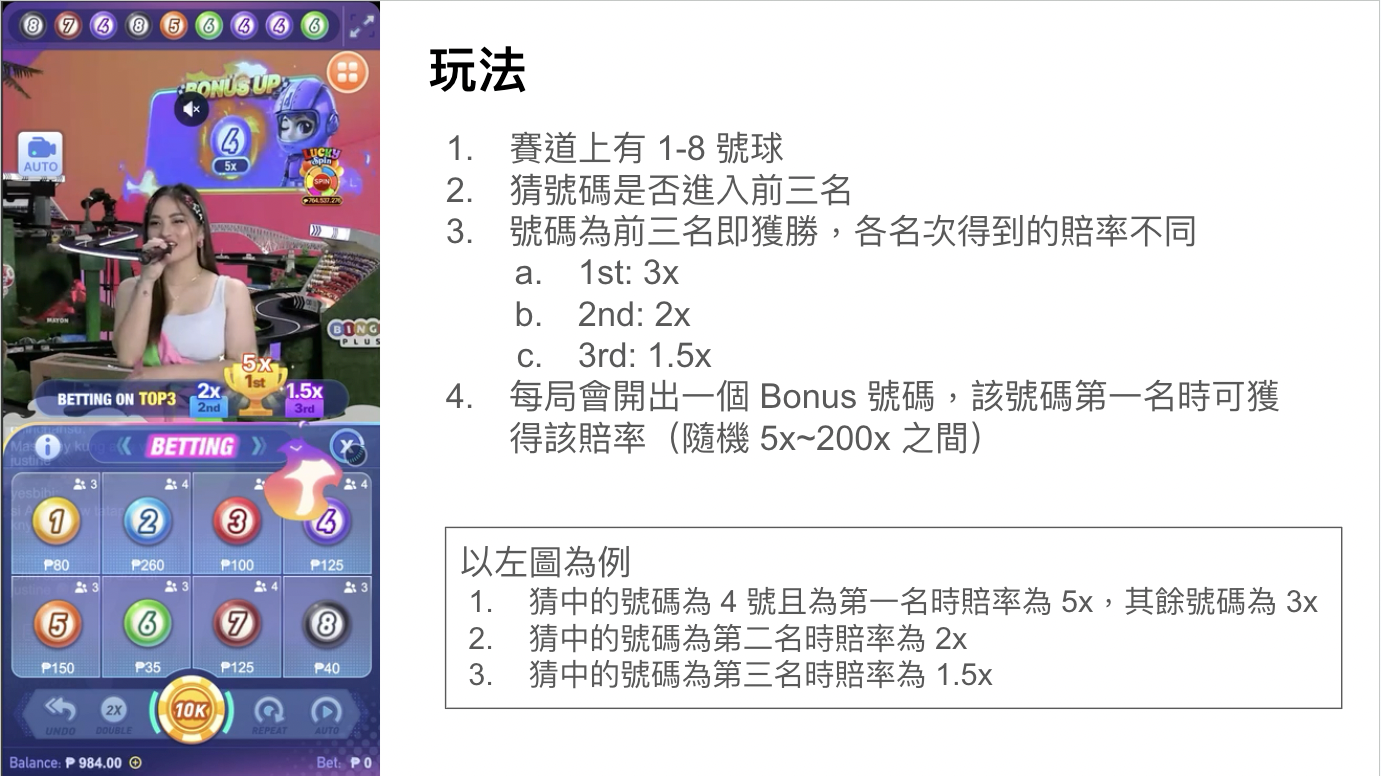 8 7 4 8 5 6 4 4 6
BONUS UP
4
5x
AUTO
LUCKY
Spin
SPIN
MAYON
BINGO
PLUS
5x
1st
BETTING ON TOP3
2x
2nd
1.5x
3rd
BETTING
X
3
4
4
1
2
3
4
₱80
₱260
₱100
₱125
3
3
4
3
5
6
7
8
₱150
₱35
₱125
₱40
UNDO
2X
DOUBLE
10K
REPEAT
AUTO
Balance: ₱ 984.00
Bet: ₱ 0
玩法
1. 賽道上有 1-8 號球
2. 猜號碼是否進入前三名
3. 號碼為前三名即獲勝，各名次得到的賠率不同
a. 1st: 3x
b. 2nd: 2x
c. 3rd: 1.5x
4. 每局會開出一個 Bonus 號碼，該號碼第一名時可獲
得該賠率（隨機 5x~200x 之間）
以左圖為例
1. 猜中的號碼為 4 號且為第一名時賠率為 5x，其餘號碼為 3x
2. 猜中的號碼為第二名時賠率為 2x
3. 猜中的號碼為第三名時賠率為 1.5x